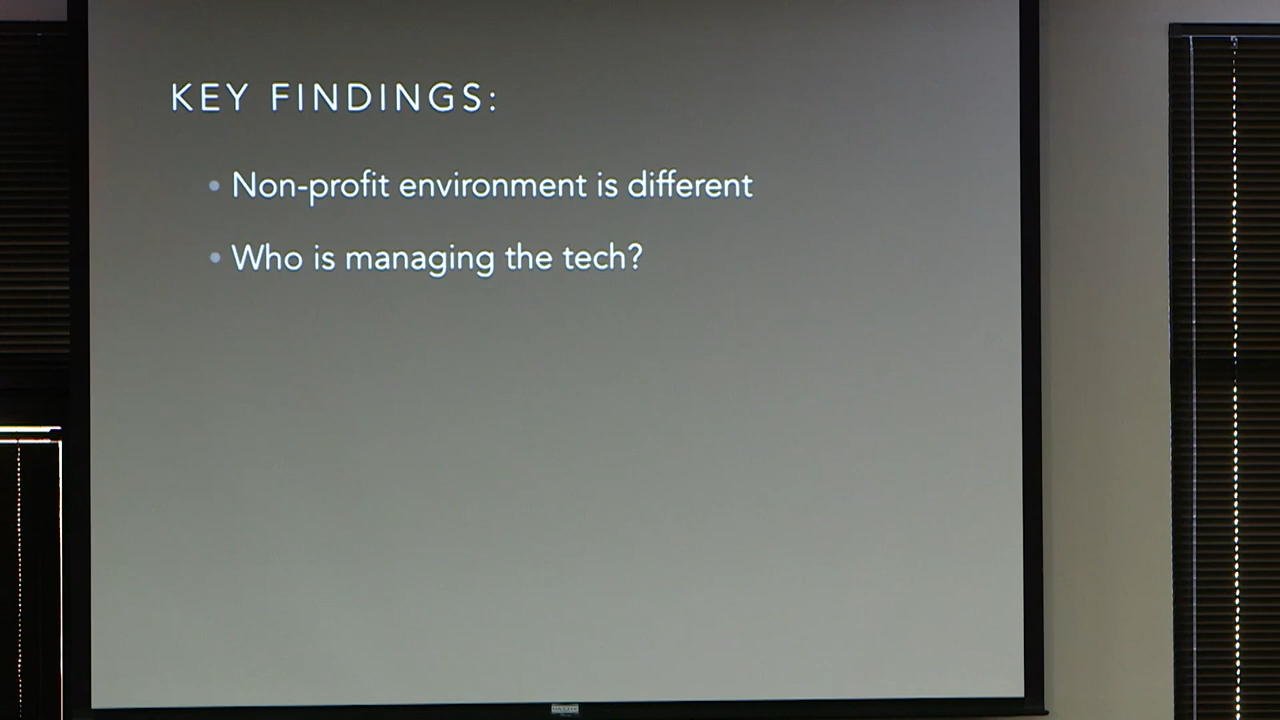 KEY FINDINGS:
• Non-profit environment is different
• Who is managing the tech?